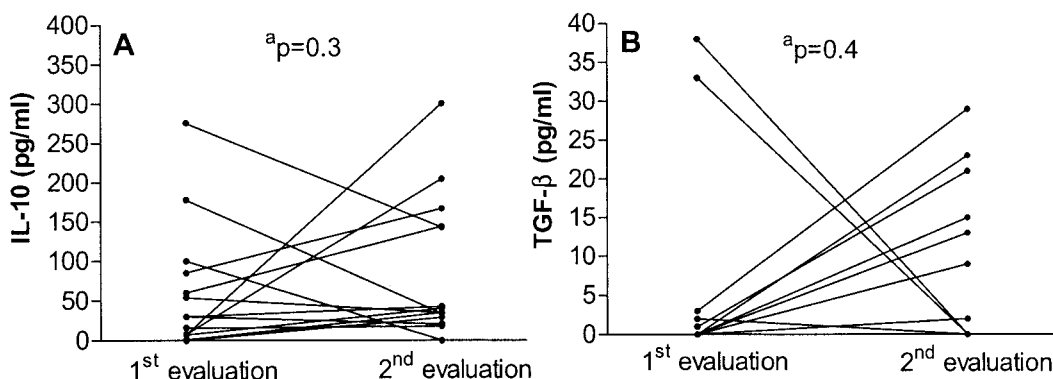 A
ᵃp=0.3
IL-10 (pg/ml)
400
350
300
250
200
150
100
50
0
1ˢᵗ evaluation
2ⁿᵈ evaluation
B
ᵃp=0.4
TGF-β (pg/ml)
40
35
30
25
20
15
10
5
0
1ˢᵗ evaluation
2ⁿᵈ evaluation